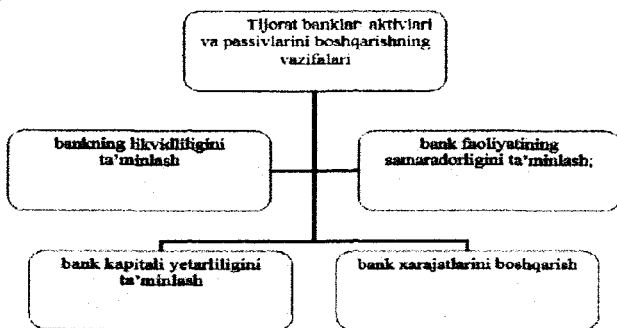 Tijorat banklar aktivlari
va passivlarini boshqarishning
vazifalari
bankning likvidliligini
ta'minlash
bank faoliyatining
samaradorligini ta'minlash;
bank kapitali yetarliligini
ta'minlash
bank xarajatlarini boshqarish